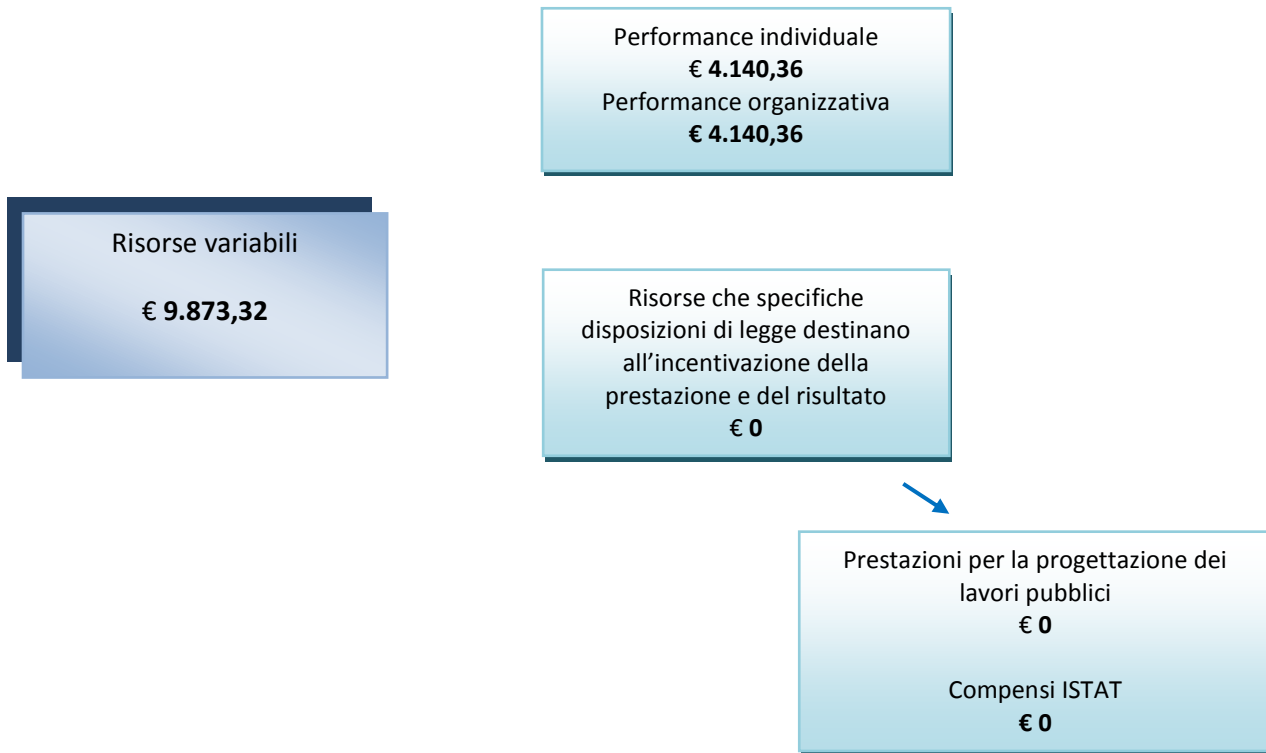 Performance individuale
€ 4.140,36
Performance organizzativa
€ 4.140,36
Risorse variabili
€ 9.873,32
Risorse che specifiche
disposizioni di legge destinano
all’incentivazione della
prestazione e del risultato
€ 0
Prestazioni per la progettazione dei
lavori pubblici
€ 0
Compensi ISTAT
€ 0